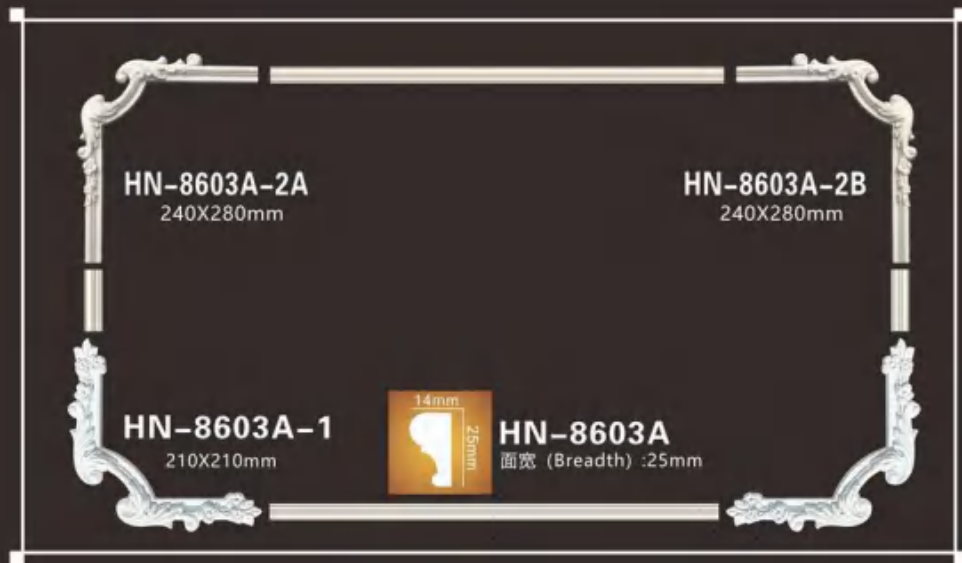 HN-8603A-2A
240X280mm
HN-8603A-2B
240X280mm
HN-8603A-1
210X210mm
14mm
25mm
HN-8603A
面宽 (Breadth) :25mm